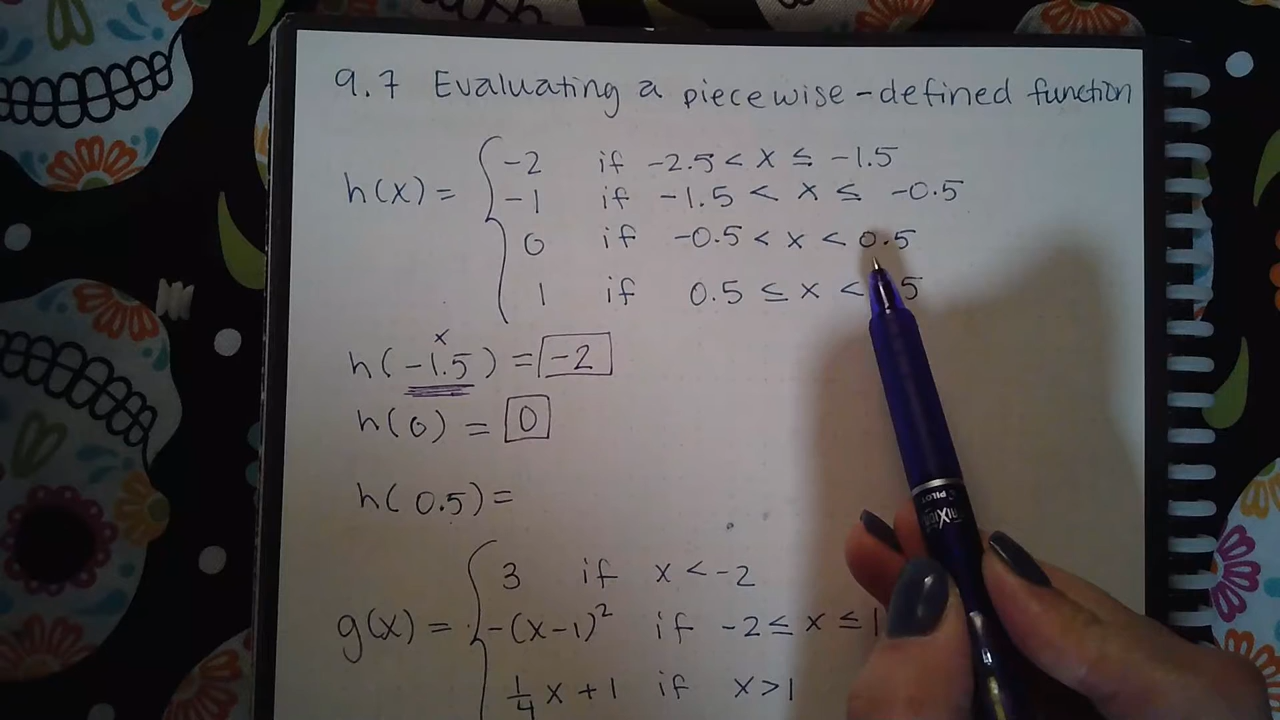 9.7 Evaluating a piecewise-defined function
h(x) = { -2 if -2.5 < x ≤ -1.5
-1 if -1.5 < x ≤ -0.5
0 if -0.5 < x < 0.5
1 if 0.5 ≤ x < 5
x
h(-1.5) = -2
h(0) = 0
h(0.5) =
3 if x < -2
g(x) = { -(x-1)² if -2 ≤ x ≤ 1
1/4 x + 1 if x > 1
PILOT